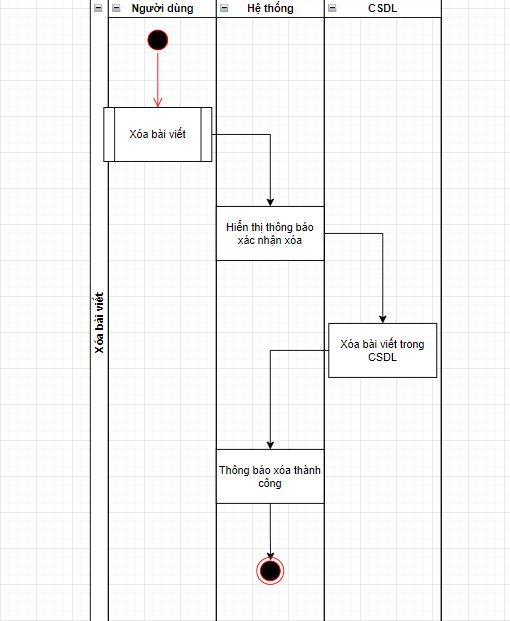 Người dùng
Hệ thống
CSDL
Xóa bài viết
Hiển thị thông báo
xác nhận xóa
Xóa bài viết
Xóa bài viết trong
CSDL
Thông báo xóa thành
công